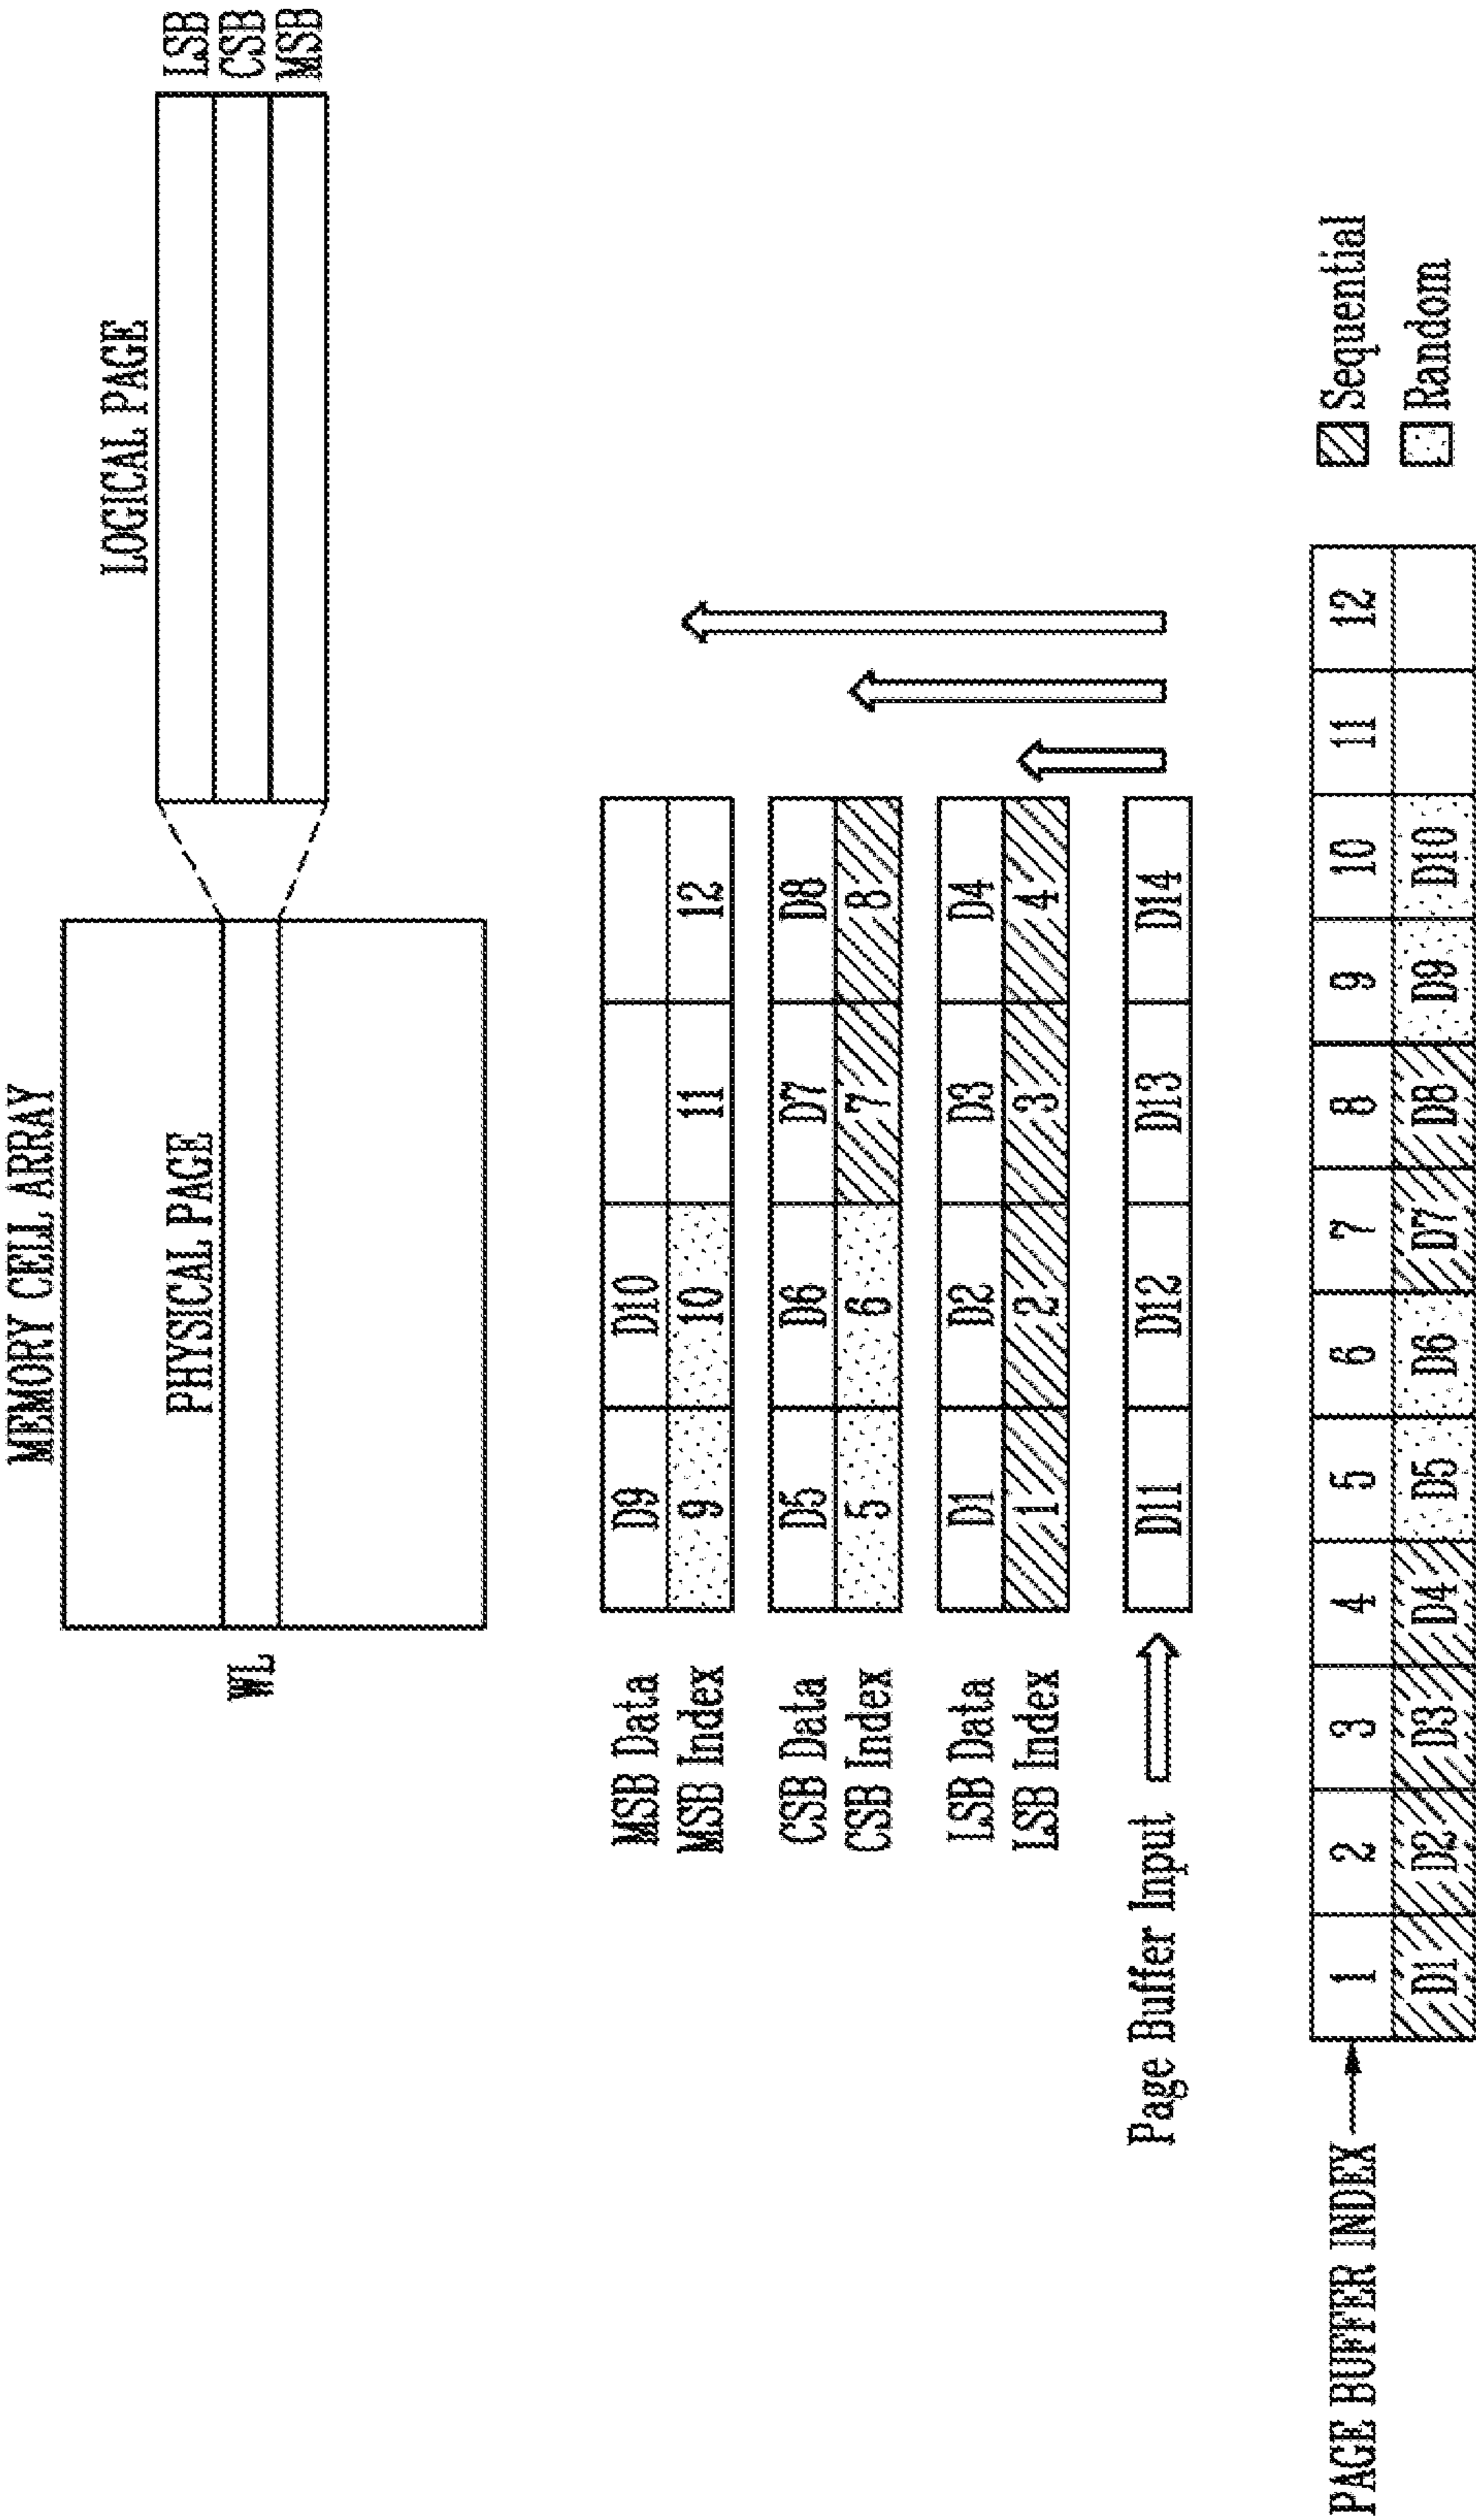 MEMORY CELL ARRAY
PHYSICAL PAGE
WL
LOGICAL PAGE
LSB
CSB
MSB
MSB Data D9 D10
MSB Index 9 10 11 12
CSB Data D5 D6 D7 D8
CSB Index 5 6 7 8
LSB Data D1 D2 D3 D4
LSB Index 1 2 3 4
Page Buffer Input D11 D12 D13 D14
PAGE BUFFER INDEX 1 2 3 4 5 6 7 8 9 10 11 12
D1 D2 D3 D4 D5 D6 D7 D8 D9 D10
Sequential
Random